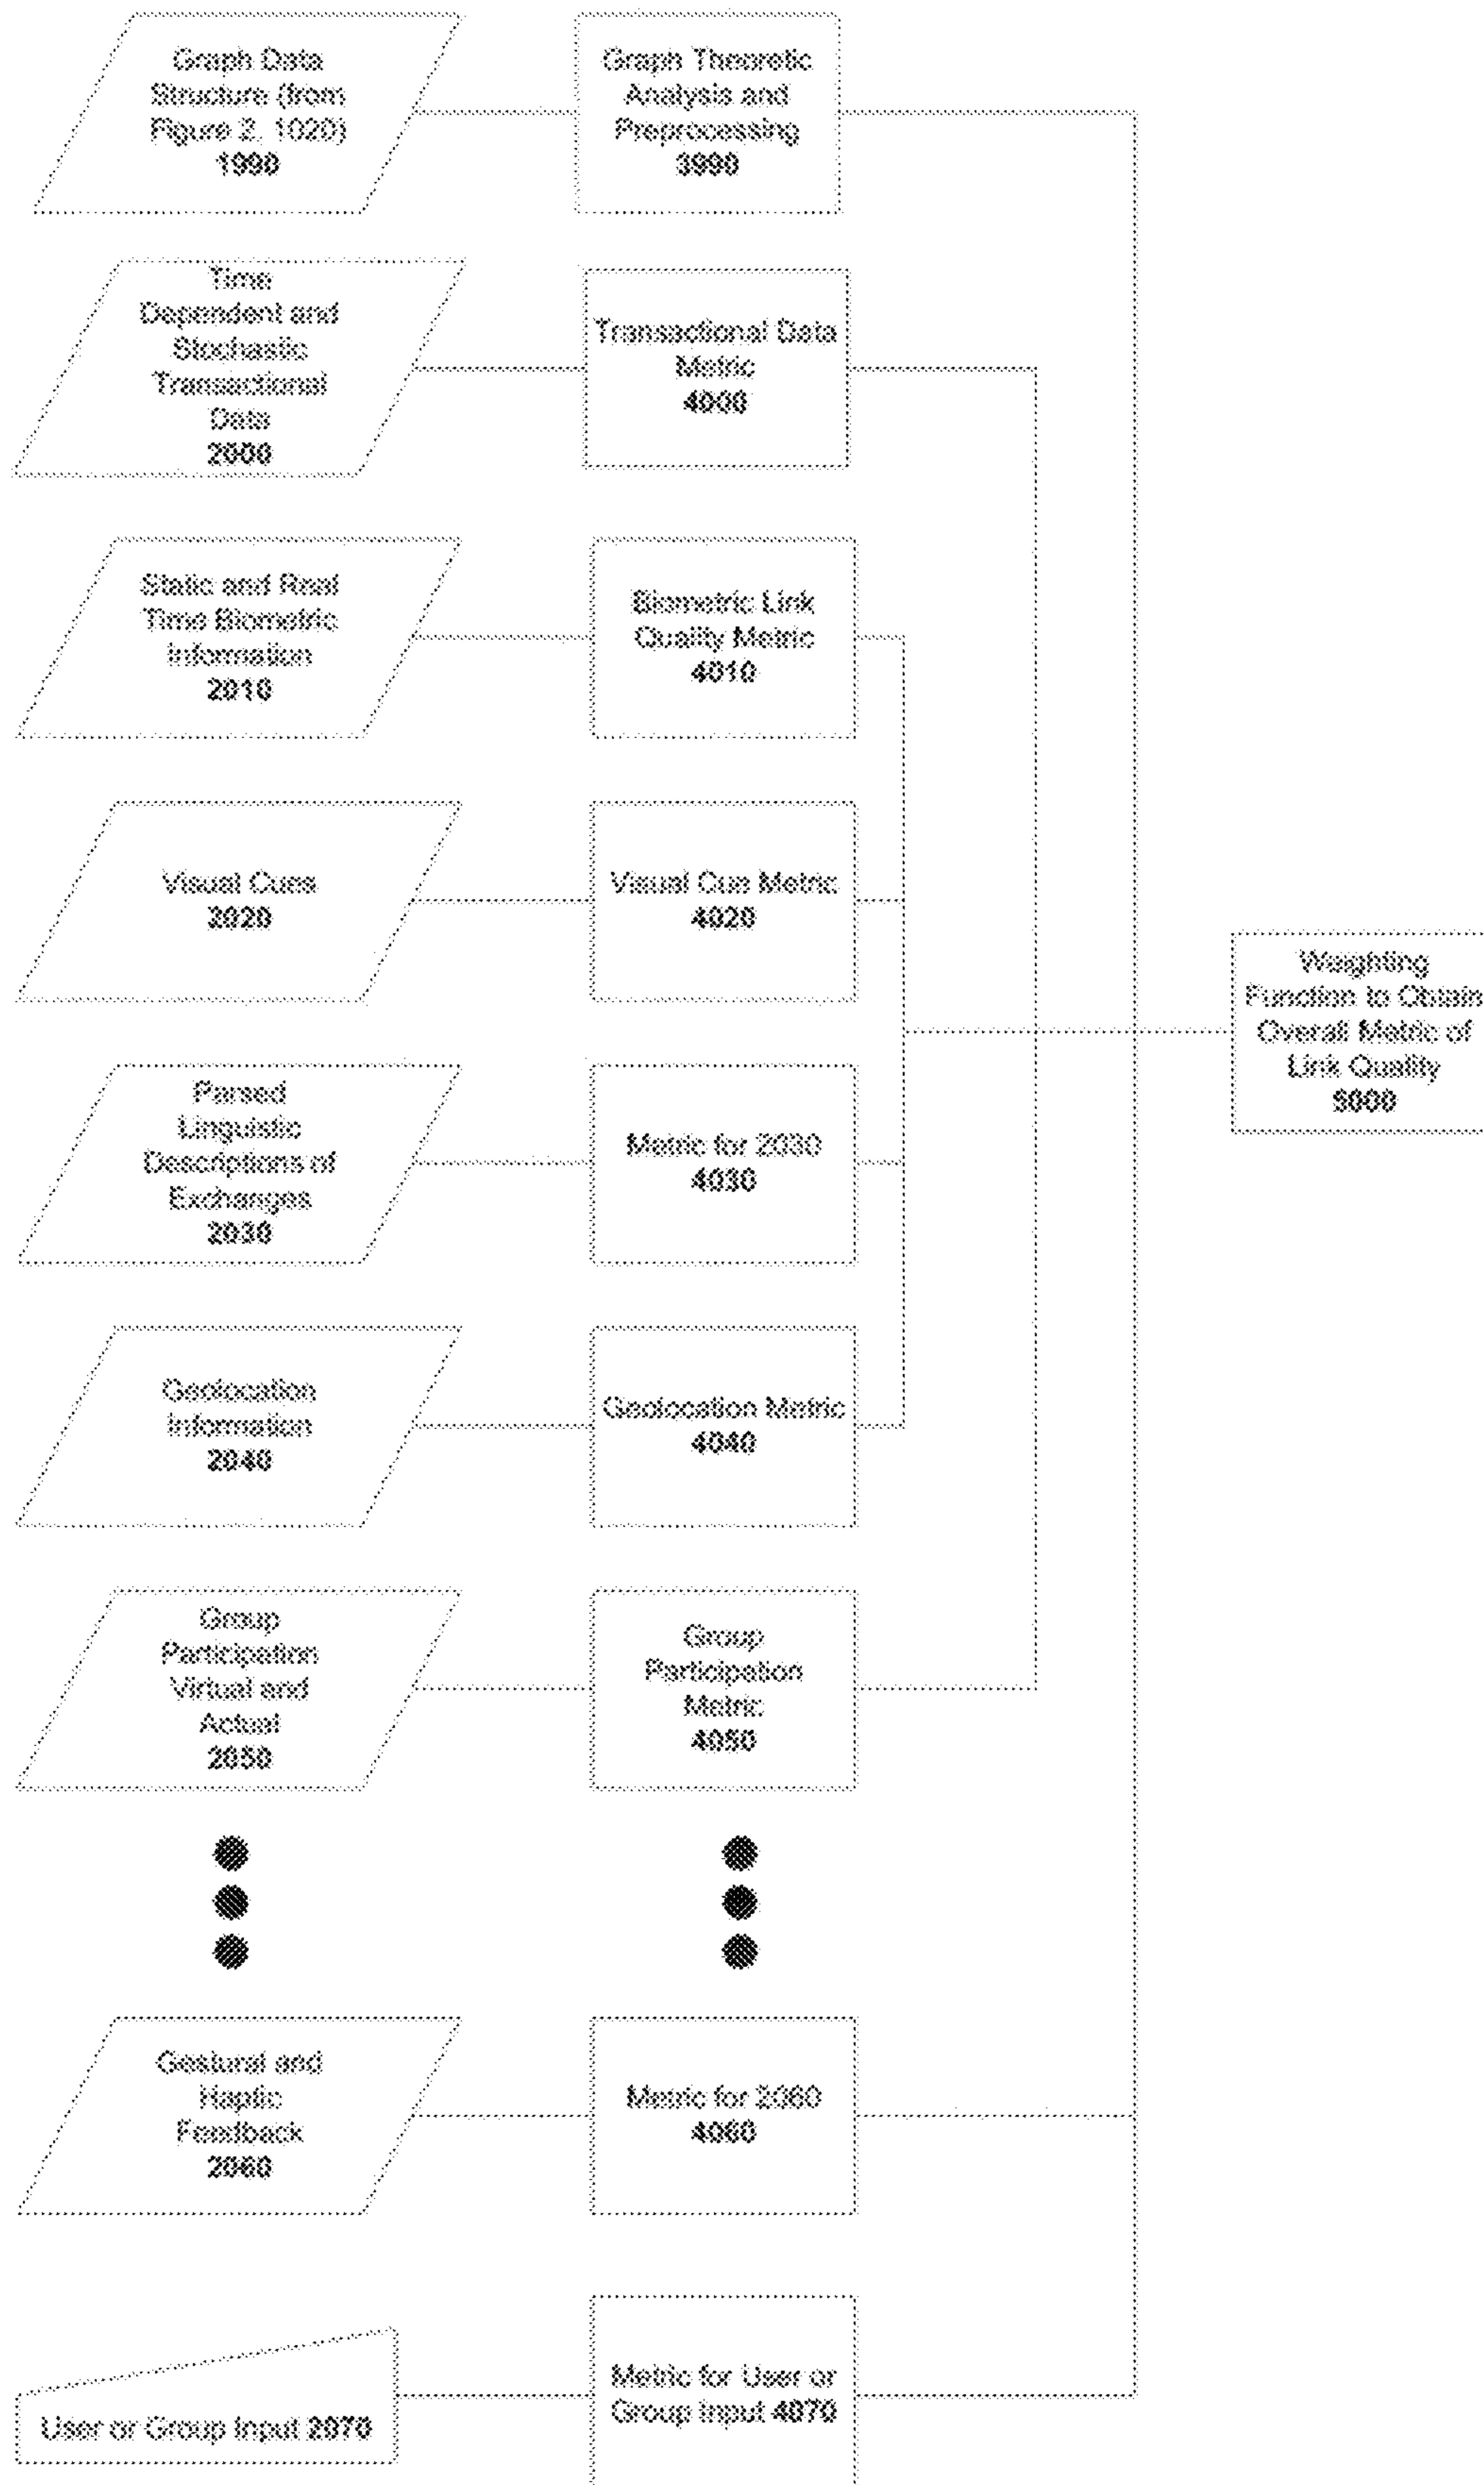 Graph Data
Structure (from
Figure 2, 1020)
1990
Graph Theoretic
Analysis and
Preprocessing
3990
Time
Dependent and
Stochastic
Transactional
Data
2000
Transactional Data
Metric
4000
Static and Real
Time Biometric
Information
2010
Biometric Link
Quality Metric
4010
Visual Cues
2020
Visual Cue Metric
4020
Weighting
Function to Obtain
Overall Metric of
Link Quality
5000
Parsed
Linguistic
Descriptions of
Exchanges
2030
Metric for 2030
4030
Geolocation
Information
2040
Geolocation Metric
4040
Group
Participation
Virtual and
Actual
2050
Group
Participation
Metric
4050
Gestural and
Haptic
Feedback
2060
Metric for 2060
4060
User or Group Input 2070
Metric for User or
Group Input 4070